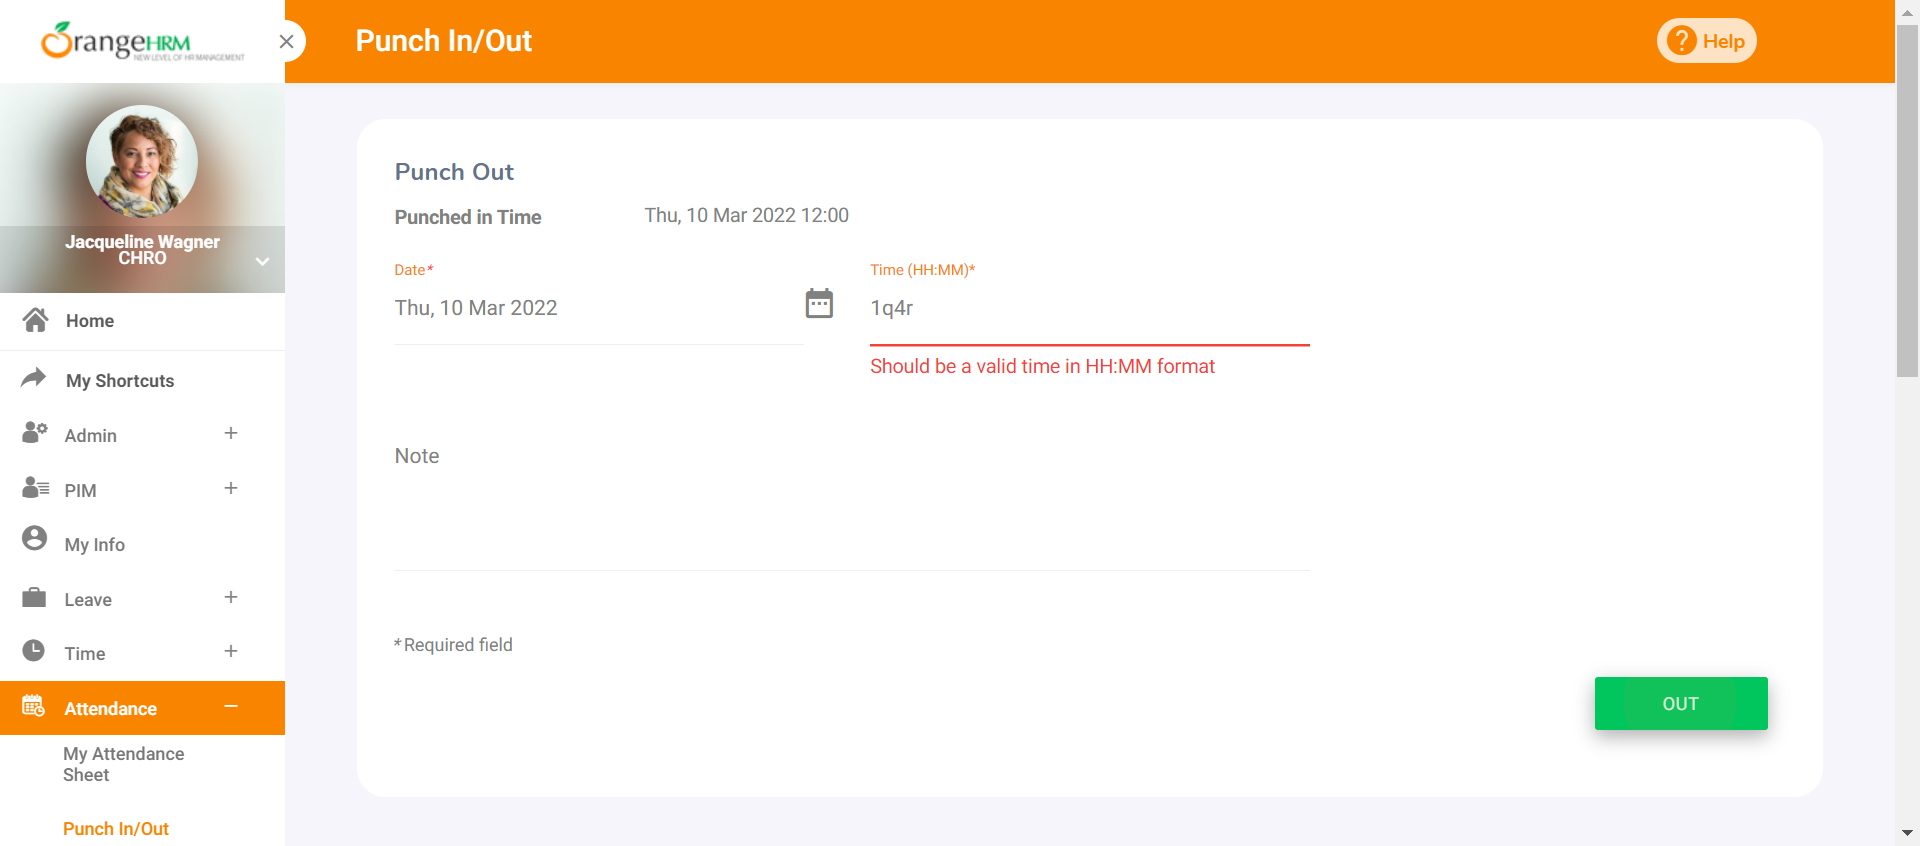 OrangeHRM
NEW LEVEL OF HR MANAGEMENT
Punch In/Out
? Help
Jacqueline Wagner
CHRO
Home
My Shortcuts
Admin
PIM
My Info
Leave
Time
Attendance
My Attendance
Sheet
Punch In/Out
Punch Out
Punched in Time Thu, 10 Mar 2022 12:00
Date* Time (HH:MM)*
Thu, 10 Mar 2022 1q4r
Should be a valid time in HH:MM format
Note
* Required field
OUT